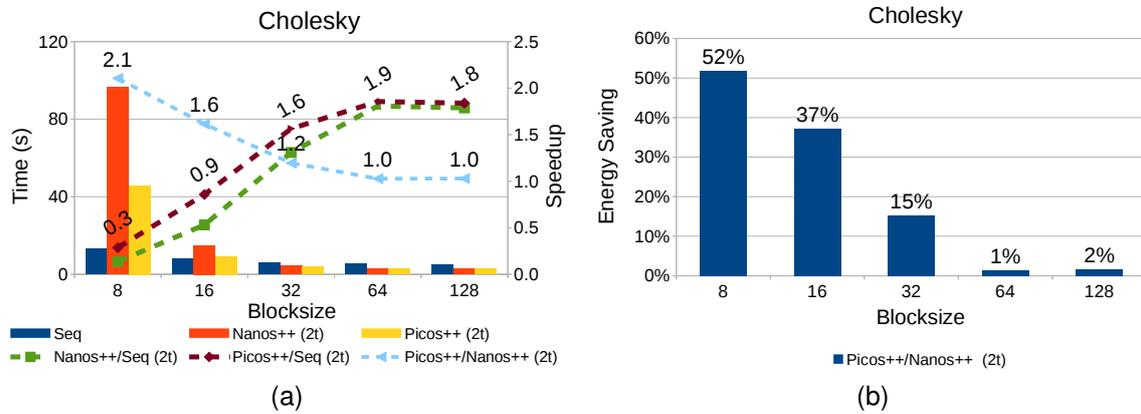 Cholesky
120
80
40
0
Time (s)
2.5
2.0
1.5
1.0
0.5
0.0
Speedup
2.1
1.6
1.6
1.9
1.8
0.9
1.2
1.0
1.0
0.3
8 16 32 64 128
Blocksize
Seq Nanos++ (2t) Picos++ (2t)
Nanos++/Seq (2t) Picos++/Seq (2t) Picos++/Nanos++ (2t)
(a)
Cholesky
60%
50%
40%
30%
20%
10%
0%
Energy Saving
52%
37%
15%
1%
2%
8 16 32 64 128
Blocksize
Picos++/Nanos++ (2t)
(b)